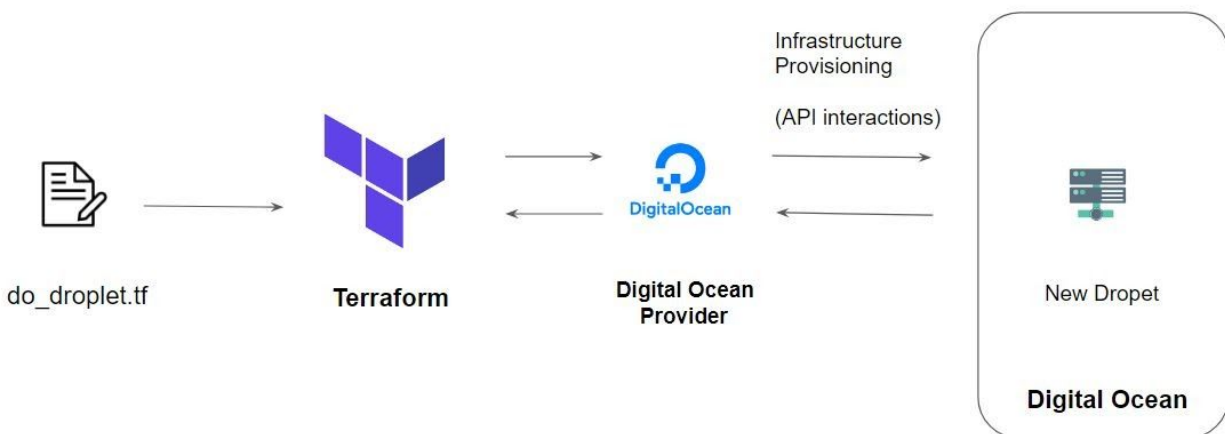 Infrastructure
Provisioning
(API interactions)
DigitalOcean
do_droplet.tf
Terraform
Digital Ocean
Provider
New Dropet
Digital Ocean